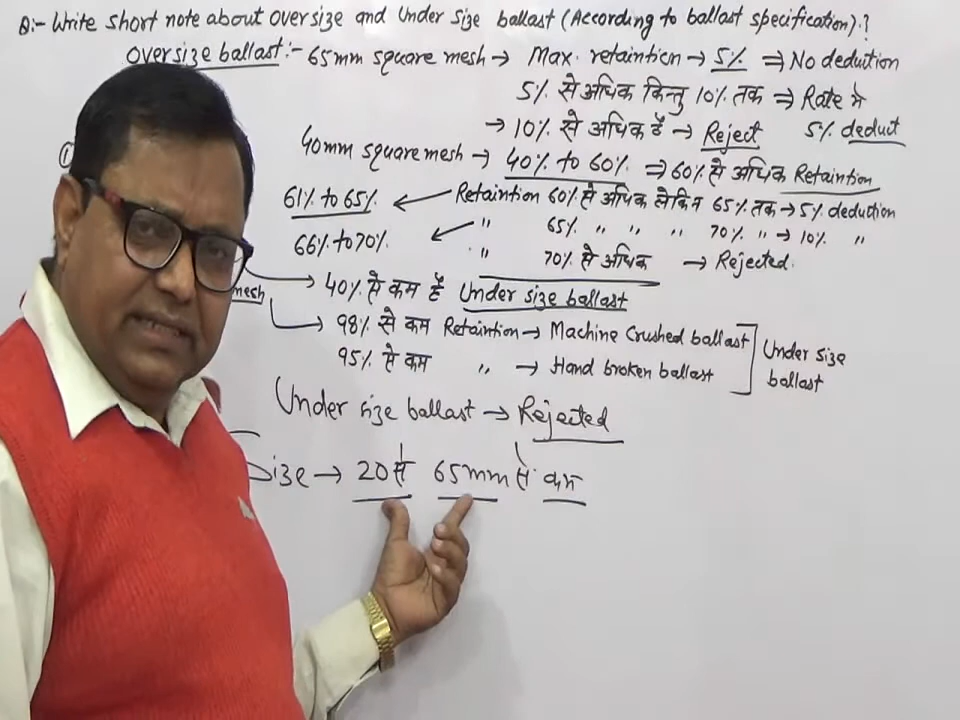 Q:- Write short note about oversize and Under Size ballast (According to ballast specification).?
oversize ballast:- 65mm square mesh → Max. retaintion → 5% ⇒ No deduction
5% से अधिक किन्तु 10% तक ⇒ Rate में 5% deduct
→ 10% से अधिक है → Reject
40mm square mesh → 40% to 60% ⇒ 60% से अधिक Retaintion
61% to 65% ← Retaintion 60% से अधिक लेकिन 65% तक → 5% deduction
66% to 70% ← " 65% " " " 70% " → 10% "
" 70% से अधिक → Rejected.
→ 40% से कम है Under size ballast
mesh
→ 98% से कम Retaintion → Machine Crushed ballast
95% से कम " → Hand broken ballast
Under size ballast
Under size ballast → Rejected
Size → 20 से 65mm से कम